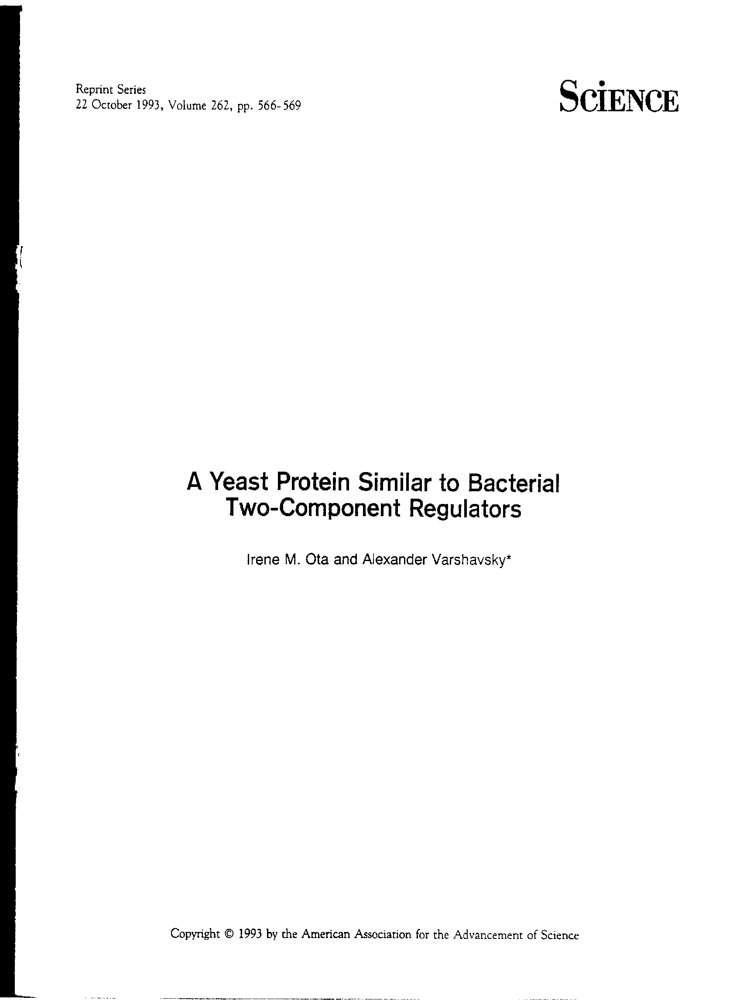 Reprint Series
22 October 1993, Volume 262, pp. 566-569
SCiENCE
A Yeast Protein Similar to Bacterial
Two-Component Regulators
Irene M. Ota and Alexander Varshavsky*
Copyright © 1993 by the American Association for the Advancement of Science